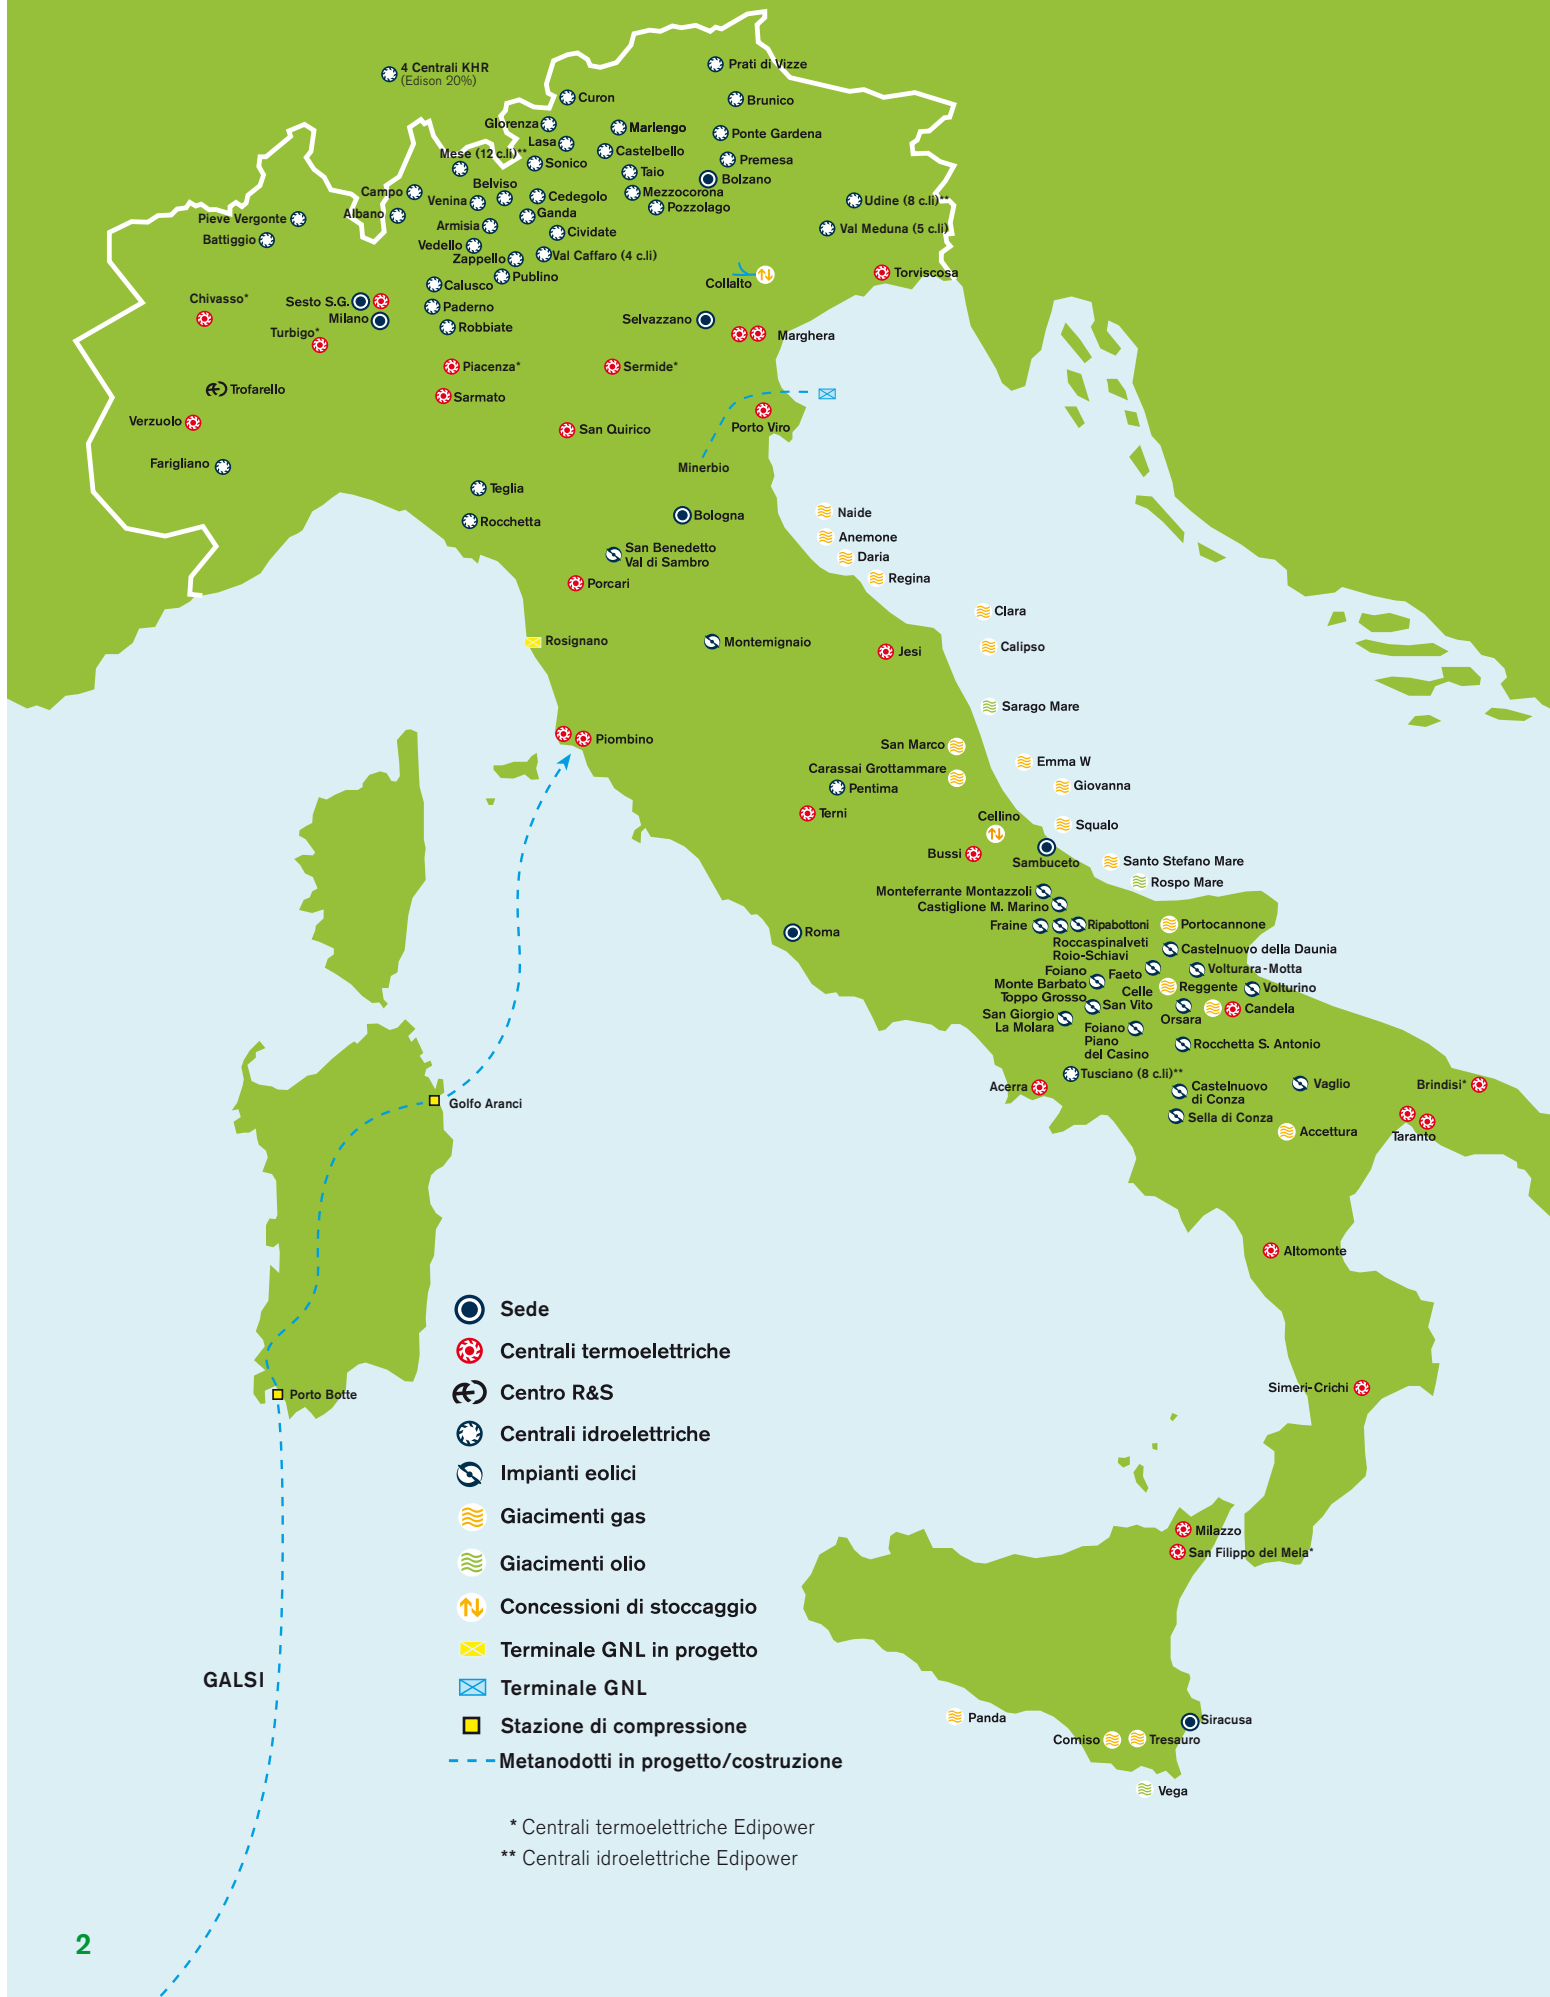 4 Centrali KHR
(Edison 20%)
Prati di Vizze
Curon
Brunico
Glorenza
Marlengo
Ponte Gardena
Lasa
Castelbello
Mese (12 c.li)**
Sonico
Premesa
Taio
Bolzano
Belviso
Campo
Cedegolo
Mezzocorona
Venina
Udine (8 c.li)**
Pozzolago
Albano
Ganda
Pieve Vergonte
Armisia
Cividate
Val Meduna (5 c.li)
Battiggio
Vedello
Zappello
Val Caffaro (4 c.li)
Torviscosa
Publino
Collalto
Calusco
Chivasso*
Sesto S.G.
Paderno
Milano
Selvazzano
Robbiate
Turbigo*
Marghera
Piacenza*
Sermide*
Trofarello
Sarmato
Verzuolo
San Quirico
Porto Viro
Farigliano
Minerbio
Teglia
Naide
Bologna
Rocchetta
Anemone
San Benedetto
Val di Sambro
Daria
Regina
Porcari
Clara
Rosignano
Montemignaio
Calipso
Jesi
Sarago Mare
Piombino
San Marco
Emma W
Carassai Grottammare
Giovanna
Pentima
Terni
Cellino
Squalo
Bussi
Sambuceto
Santo Stefano Mare
Rospo Mare
Monteferrante Montazzoli
Castiglione M. Marino
Fraine
Ripabottoni
Portocannone
Roma
Roccaspinalveti
Roio-Schiavi
Castelnuovo della Daunia
Foiano
Monte Barbato
Toppo Grosso
Faeto
Volturara-Motta
Celle
San Vito
Reggente
Volturino
San Giorgio
La Molara
Orsara
Candela
Foiano
Piano
del Casino
Rocchetta S. Antonio
Tusciano (8 c.li)**
Acerra
Castelnuovo
di Conza
Vaglio
Brindisi*
Golfo Aranci
Sella di Conza
Accettura
Taranto
Altomonte
Sede
Centrali termoelettriche
Centro R&S
Centrali idroelettriche
Impianti eolici
Giacimenti gas
Giacimenti olio
Concessioni di stoccaggio
Terminale GNL in progetto
Terminale GNL
Stazione di compressione
Metanodotti in progetto/costruzione
Porto Botte
Simeri-Crichi
Milazzo
San Filippo del Mela*
GALSI
Panda
Siracusa
Comiso
Tresauro
Vega
* Centrali termoelettriche Edipower
** Centrali idroelettriche Edipower
2